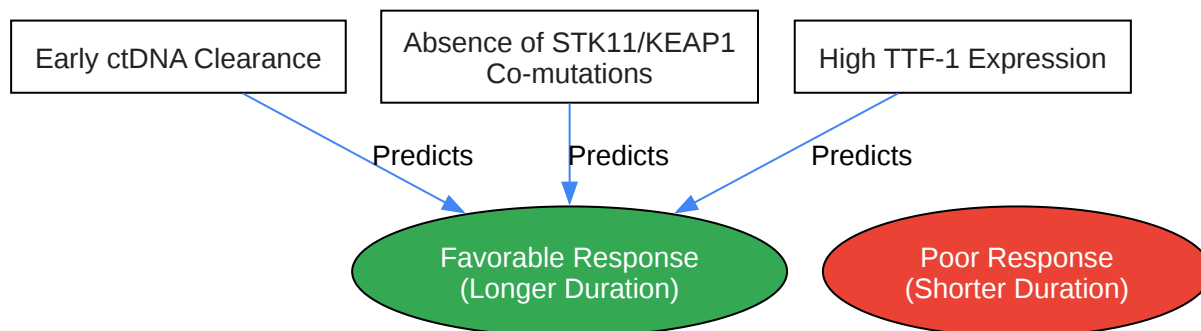 Early ctDNA Clearance
Absence of STK11/KEAP1
Co-mutations
High TTF-1 Expression
Predicts
Predicts
Predicts
Favorable Response
(Longer Duration)
Poor Response
(Shorter Duration)